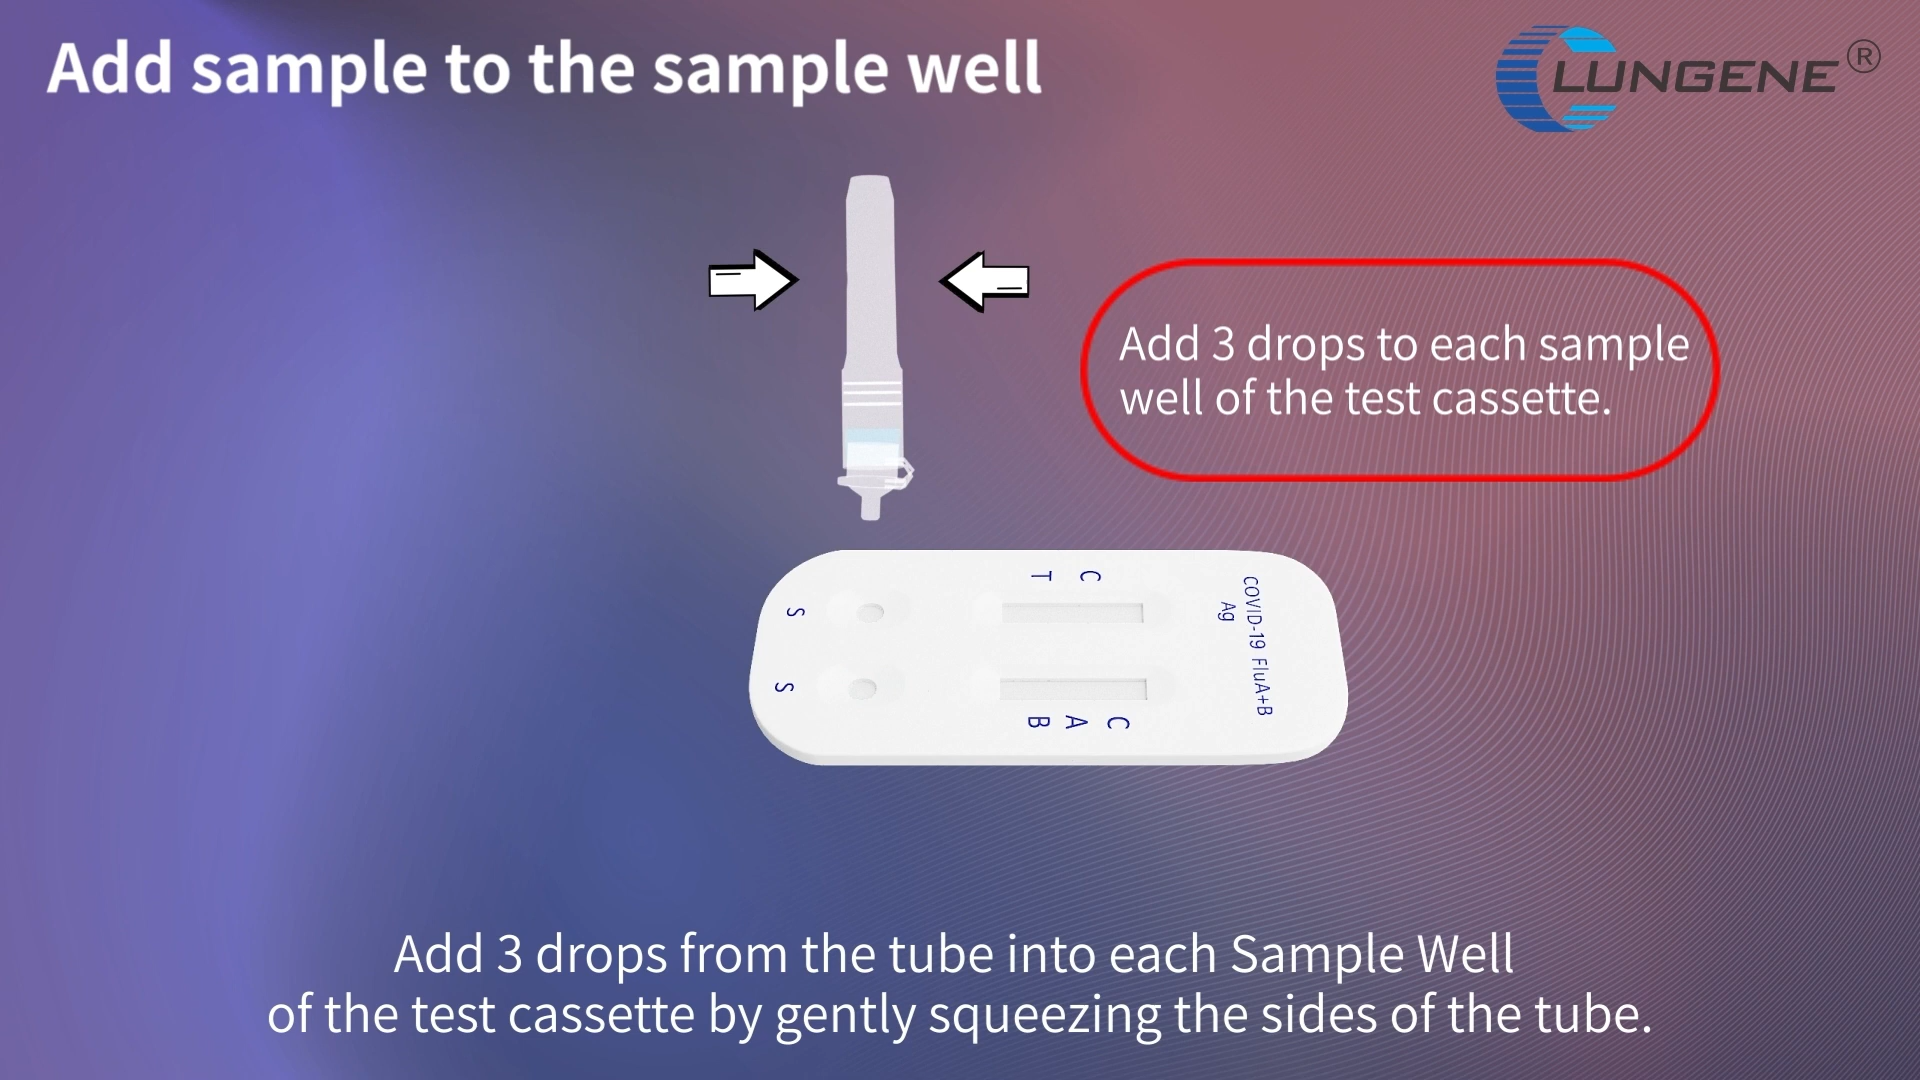 Add sample to the sample well
LUNGENE®
Add 3 drops to each sample
well of the test cassette.
T C
S
COVID-19 FluA+B
Ag
S
B A C
Add 3 drops from the tube into each Sample Well
of the test cassette by gently squeezing the sides of the tube.